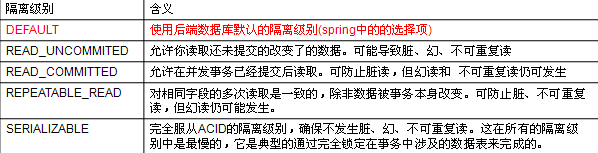 隔离级别 含义
DEFAULT 使用后端数据库默认的隔离级别(spring中的的选择项)
READ_UNCOMMITED 允许你读取还未提交的改变了的数据。可能导致脏、幻、不可重复读
READ_COMMITTED 允许在并发事务已经提交后读取。可防止脏读，但幻读和 不可重复读仍可发生
REPEATABLE_READ 对相同字段的多次读取是一致的，除非数据被事务本身改变。可防止脏、不可重复
读，但幻读仍可能发生。
SERIALIZABLE 完全服从ACID的隔离级别，确保不发生脏、幻、不可重复读。这在所有的隔离级
别中是最慢的，它是典型的通过完全锁定在事务中涉及的数据表来完成的。